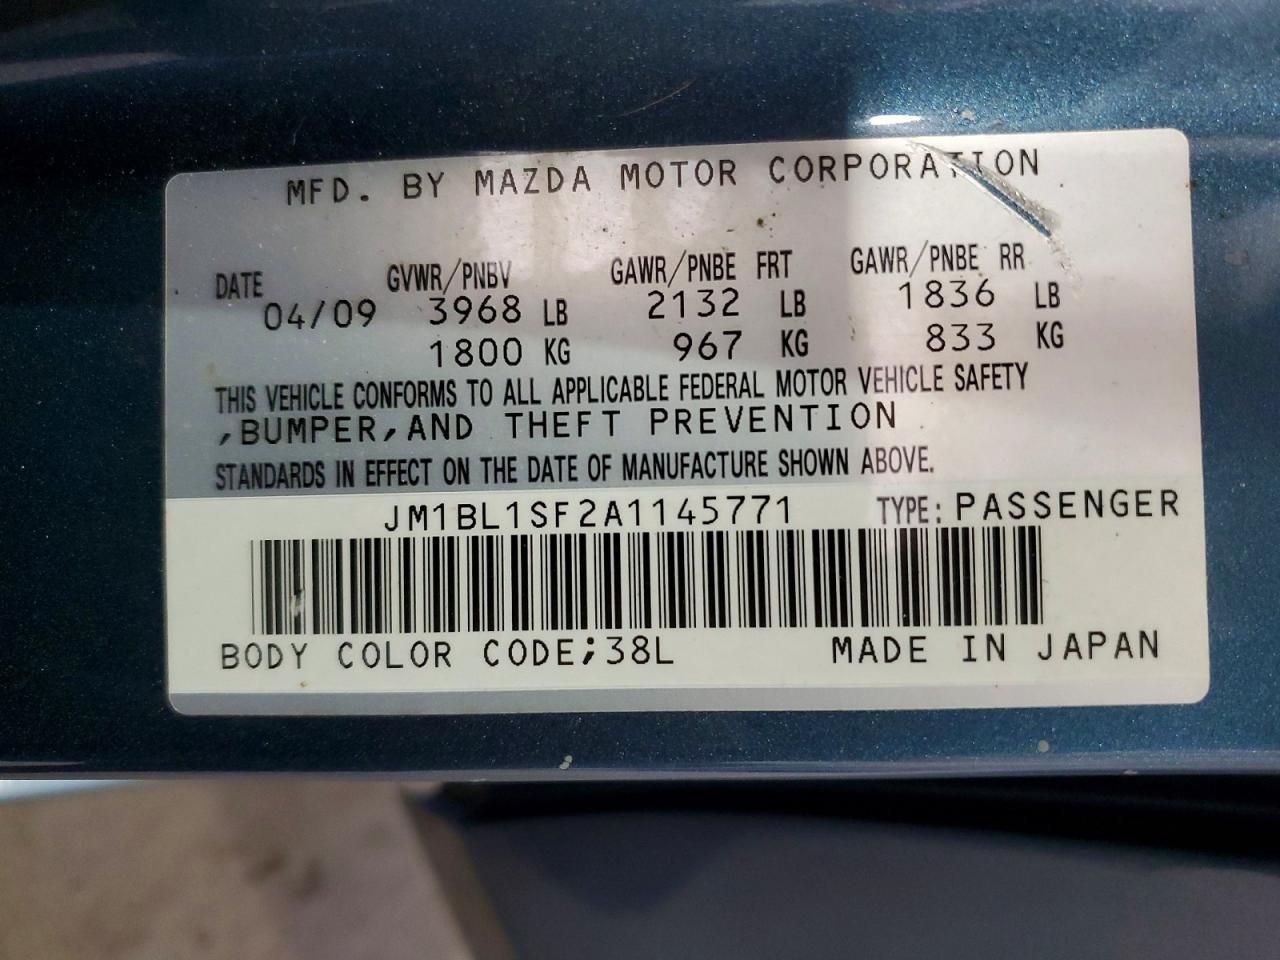 MFD. BY MAZDA MOTOR CORPORATION
DATE GVWR/PNBV GAWR/PNBE FRT GAWR/PNBE RR
04/09 3968 LB 2132 LB 1836 LB
1800 KG 967 KG 833 KG
THIS VEHICLE CONFORMS TO ALL APPLICABLE FEDERAL MOTOR VEHICLE SAFETY
,BUMPER,AND THEFT PREVENTION
STANDARDS IN EFFECT ON THE DATE OF MANUFACTURE SHOWN ABOVE.
JM1BL1SF2A1145771 TYPE: PASSENGER
BODY COLOR CODE;38L MADE IN JAPAN